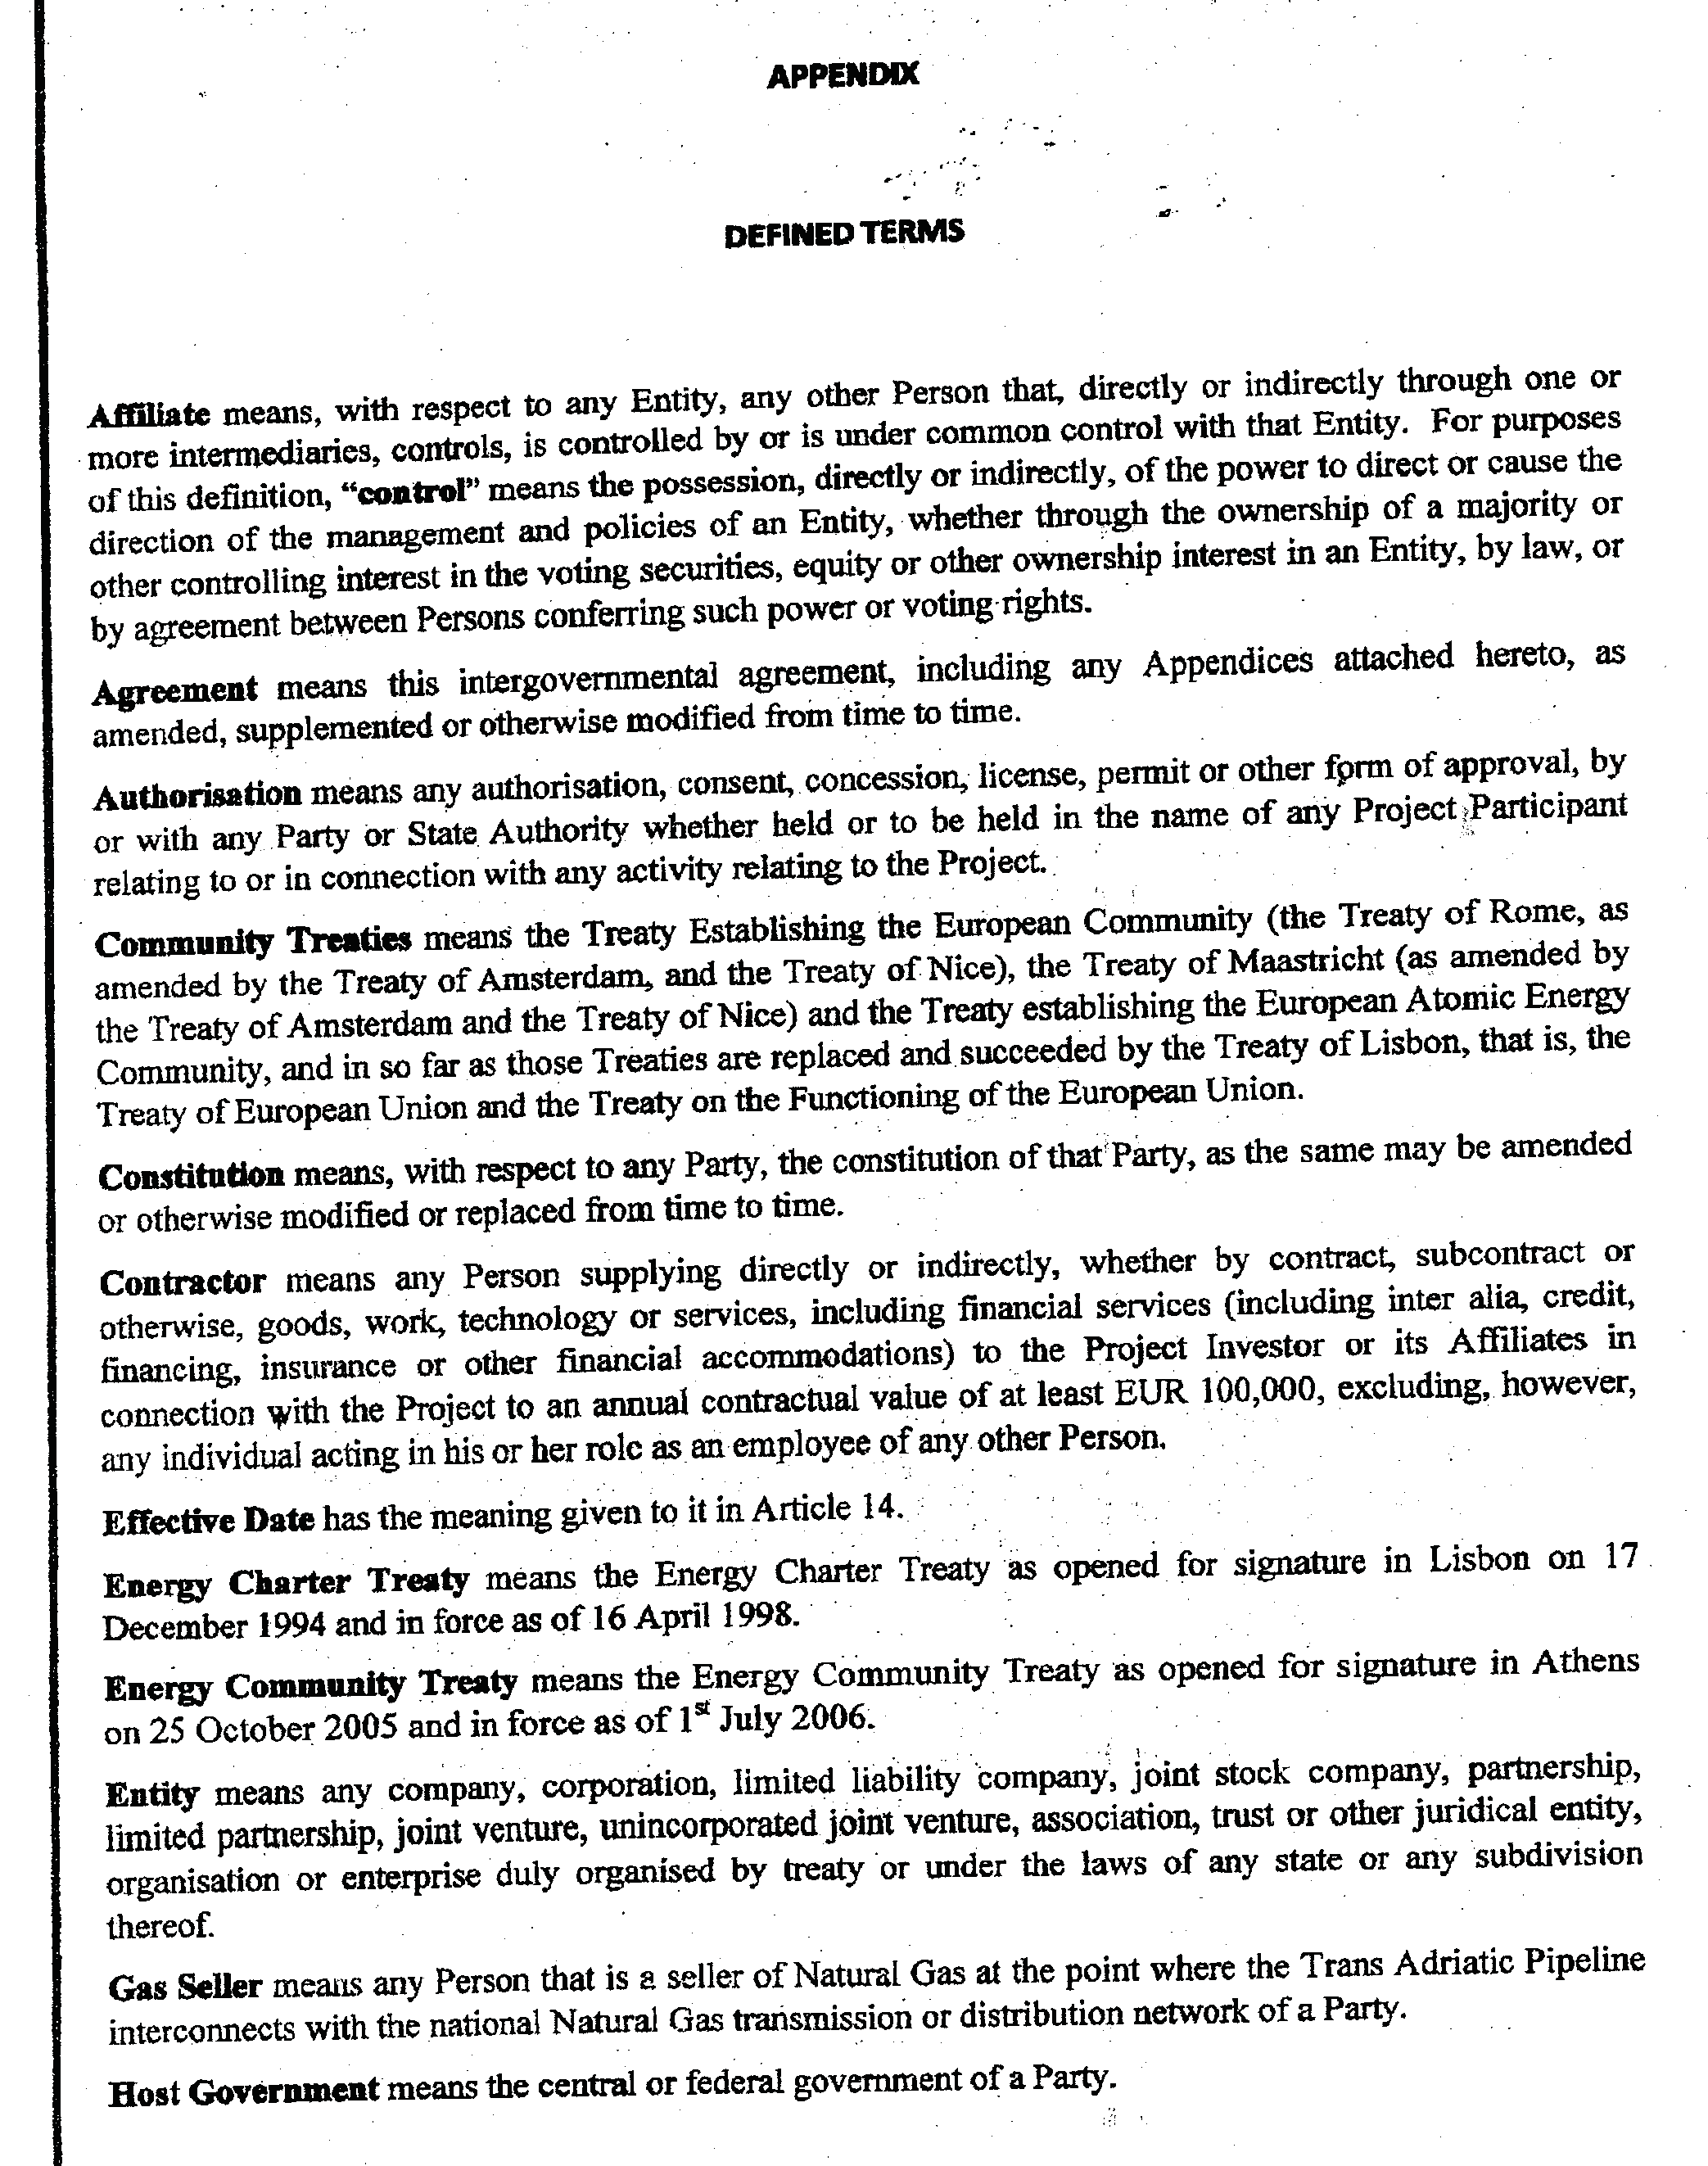 APPENDIX
DEFINED TERMS
Affiliate means, with respect to any Entity, any other Person that, directly or indirectly through one or
more intermediaries, controls, is controlled by or is under common control with that Entity. For purposes
of this definition, “control” means the possession, directly or indirectly, of the power to direct or cause the
direction of the management and policies of an Entity, whether through the ownership of a majority or
other controlling interest in the voting securities, equity or other ownership interest in an Entity, by law, or
by agreement between Persons conferring such power or voting rights.
Agreement means this intergovernmental agreement, including any Appendices attached hereto, as
amended, supplemented or otherwise modified from time to time.
Authorisation means any authorisation, consent, concession, license, permit or other form of approval, by
or with any Party or State Authority whether held or to be held in the name of any Project Participant
relating to or in connection with any activity relating to the Project.
Community Treaties means the Treaty Establishing the European Community (the Treaty of Rome, as
amended by the Treaty of Amsterdam, and the Treaty of Nice), the Treaty of Maastricht (as amended by
the Treaty of Amsterdam and the Treaty of Nice) and the Treaty establishing the European Atomic Energy
Community, and in so far as those Treaties are replaced and succeeded by the Treaty of Lisbon, that is, the
Treaty of European Union and the Treaty on the Functioning of the European Union.
Constitution means, with respect to any Party, the constitution of that Party, as the same may be amended
or otherwise modified or replaced from time to time.
Contractor means any Person supplying directly or indirectly, whether by contract, subcontract or
otherwise, goods, work, technology or services, including financial services (including inter alia, credit,
financing, insurance or other financial accommodations) to the Project Investor or its Affiliates in
connection with the Project to an annual contractual value of at least EUR 100,000, excluding, however,
any individual acting in his or her role as an employee of any other Person.
Effective Date has the meaning given to it in Article 14.
Energy Charter Treaty means the Energy Charter Treaty as opened for signature in Lisbon on 17
December 1994 and in force as of 16 April 1998.
Energy Community Treaty means the Energy Community Treaty as opened for signature in Athens
on 25 October 2005 and in force as of 1st July 2006.
Entity means any company, corporation, limited liability company, joint stock company, partnership,
limited partnership, joint venture, unincorporated joint venture, association, trust or other juridical entity,
organisation or enterprise duly organised by treaty or under the laws of any state or any subdivision
thereof.
Gas Seller means any Person that is a seller of Natural Gas at the point where the Trans Adriatic Pipeline
interconnects with the national Natural Gas transmission or distribution network of a Party.
Host Government means the central or federal government of a Party.